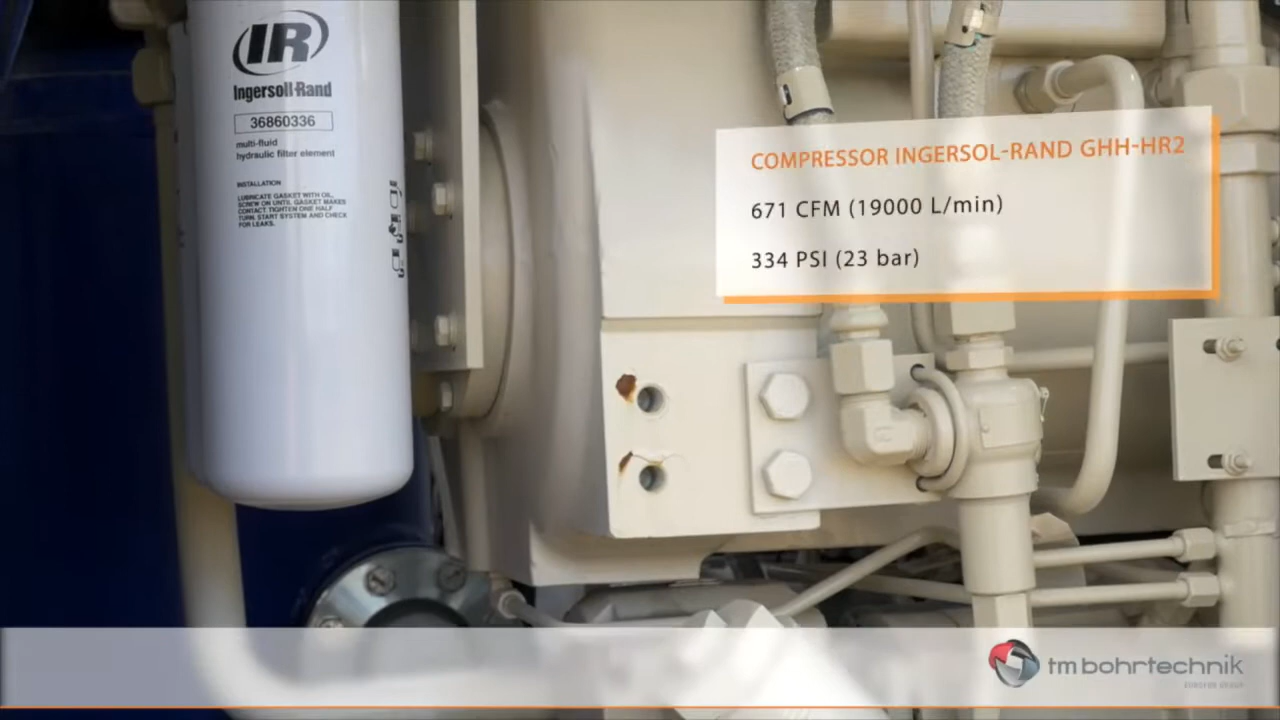 IR
Ingersoll-Rand
36860336
multi-fluid
hydraulic filter element
INSTALLATION
LUBRICATE GASKET WITH OIL,
SCREW ON UNTIL GASKET MAKES
CONTACT. TIGHTEN ONE HALF
TURN. START SYSTEM AND CHECK
FOR LEAKS.
COMPRESSOR INGERSOL-RAND GHH-HR2
671 CFM (19000 L/min)
334 PSI (23 bar)
tmbohrtechnik